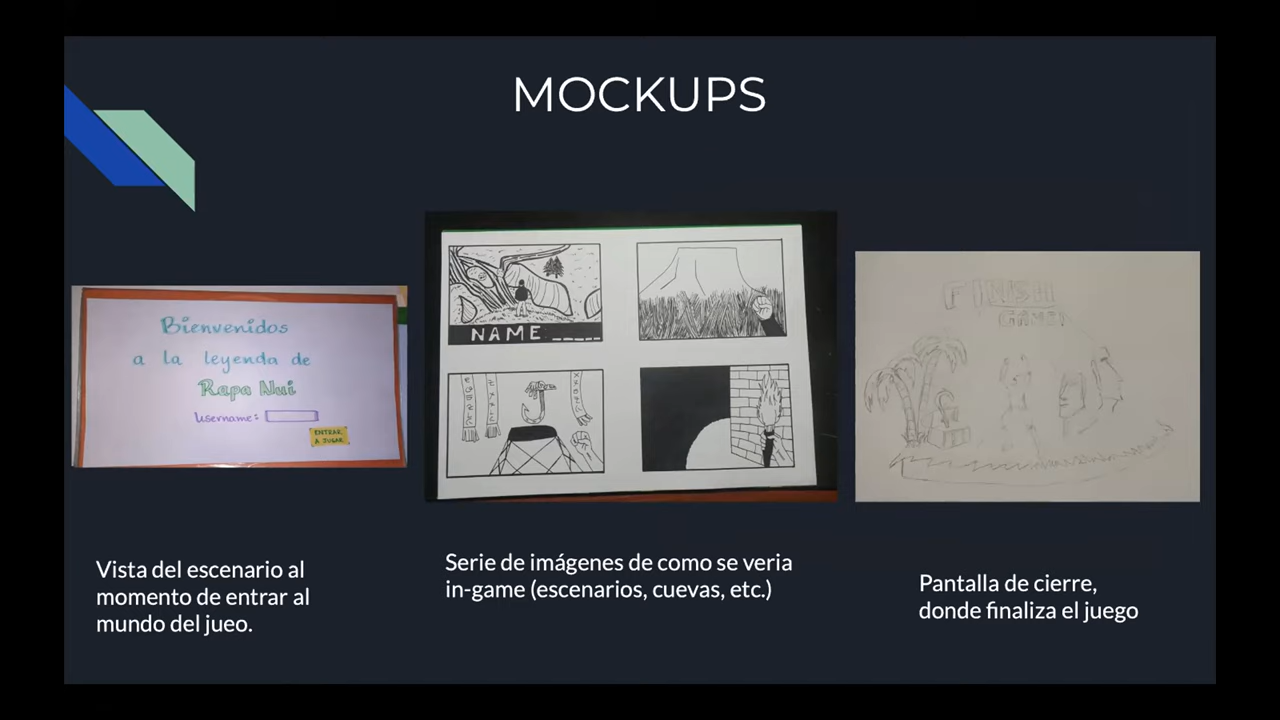 MOCKUPS
Bienvenidos
a la leyenda de
Rapa Nui
Username:
ENTRAR
A JUGAR
NAME _____
FINISH
GAME!
Vista del escenario al
momento de entrar al
mundo del jueo.
Serie de imágenes de como se veria
in-game (escenarios, cuevas, etc.)
Pantalla de cierre,
donde finaliza el juego